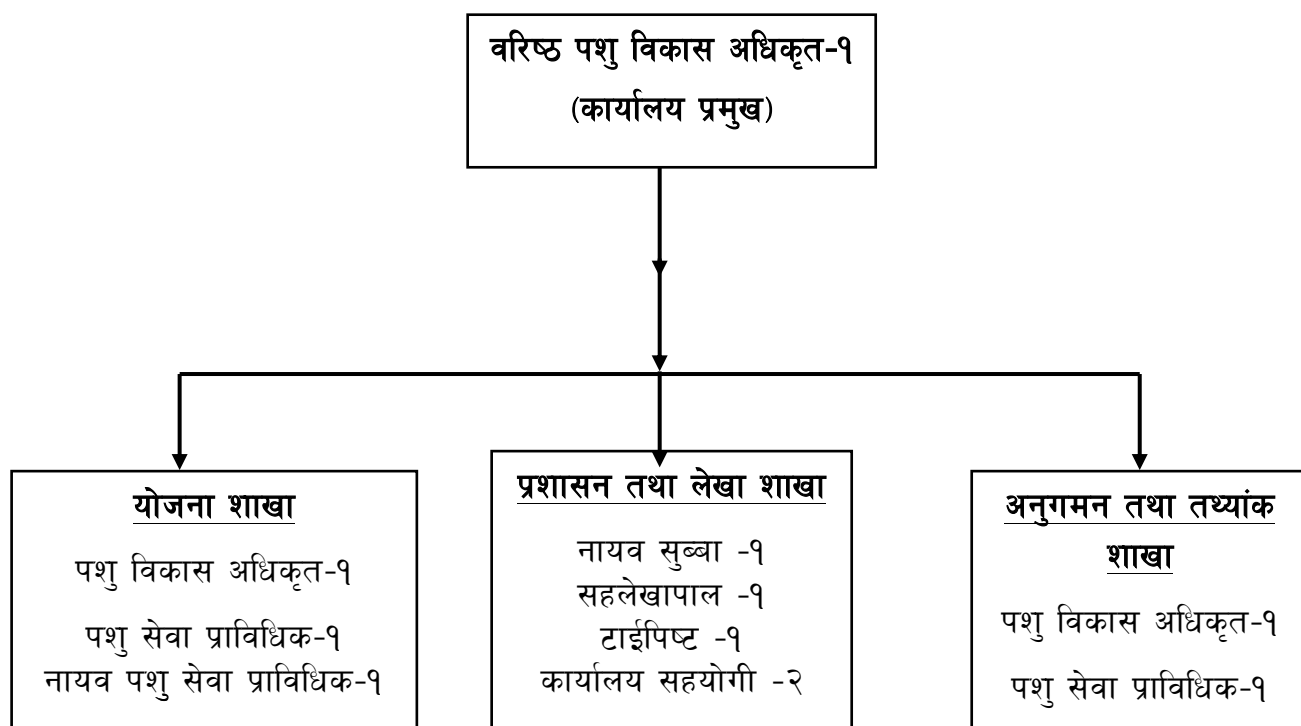 वरिष्ठ पशु विकास अधिकृत-१
(कार्यालय प्रमुख)
योजना शाखा
पशु विकास अधिकृत-१
पशु सेवा प्राविधिक-१
नायव पशु सेवा प्राविधिक-१
प्रशासन तथा लेखा शाखा
नायव सुब्बा -१
सहलेखापाल -१
टाईपिष्ट -१
कार्यालय सहयोगी -२
अनुगमन तथा तथ्यांक
शाखा
पशु विकास अधिकृत-१
पशु सेवा प्राविधिक-१